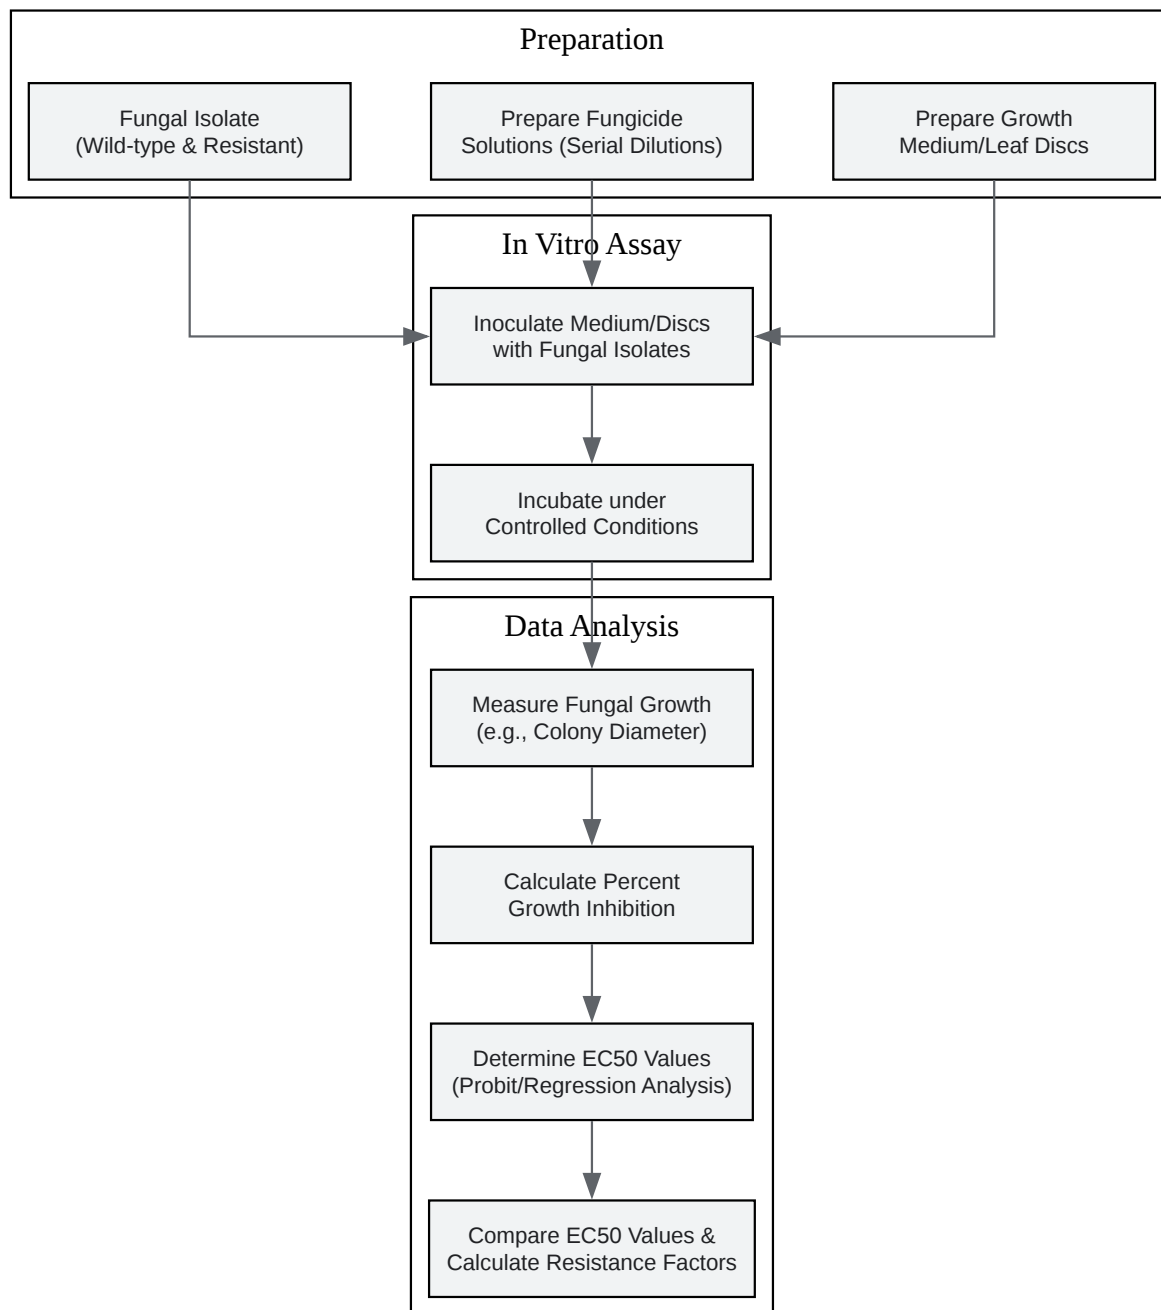 Preparation
Fungal Isolate
(Wild-type & Resistant)
Prepare Fungicide
Solutions (Serial Dilutions)
Prepare Growth
Medium/Leaf Discs
In Vitro Assay
Inoculate Medium/Discs
with Fungal Isolates
Incubate under
Controlled Conditions
Data Analysis
Measure Fungal Growth
(e.g., Colony Diameter)
Calculate Percent
Growth Inhibition
Determine EC50 Values
(Probit/Regression Analysis)
Compare EC50 Values &
Calculate Resistance Factors